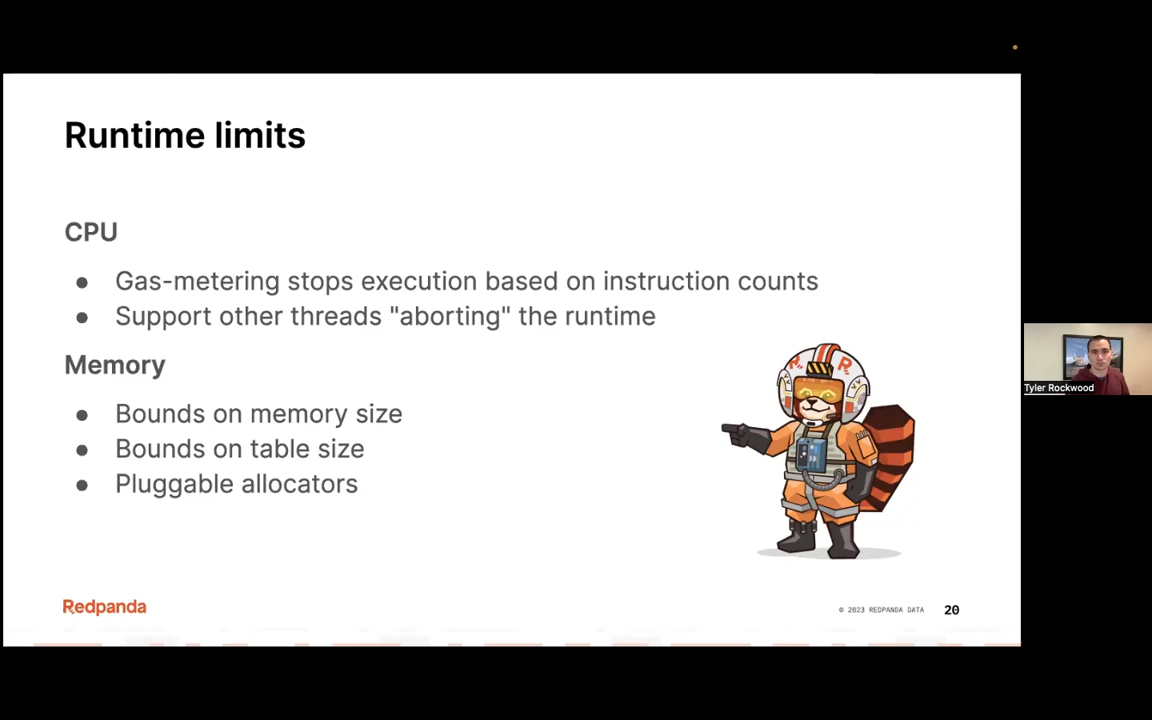 Runtime limits
CPU
● Gas-metering stops execution based on instruction counts
● Support other threads "aborting" the runtime
Memory
● Bounds on memory size
● Bounds on table size
● Pluggable allocators
R R
Tyler Rockwood
Redpanda
© 2023 REDPANDA DATA 20